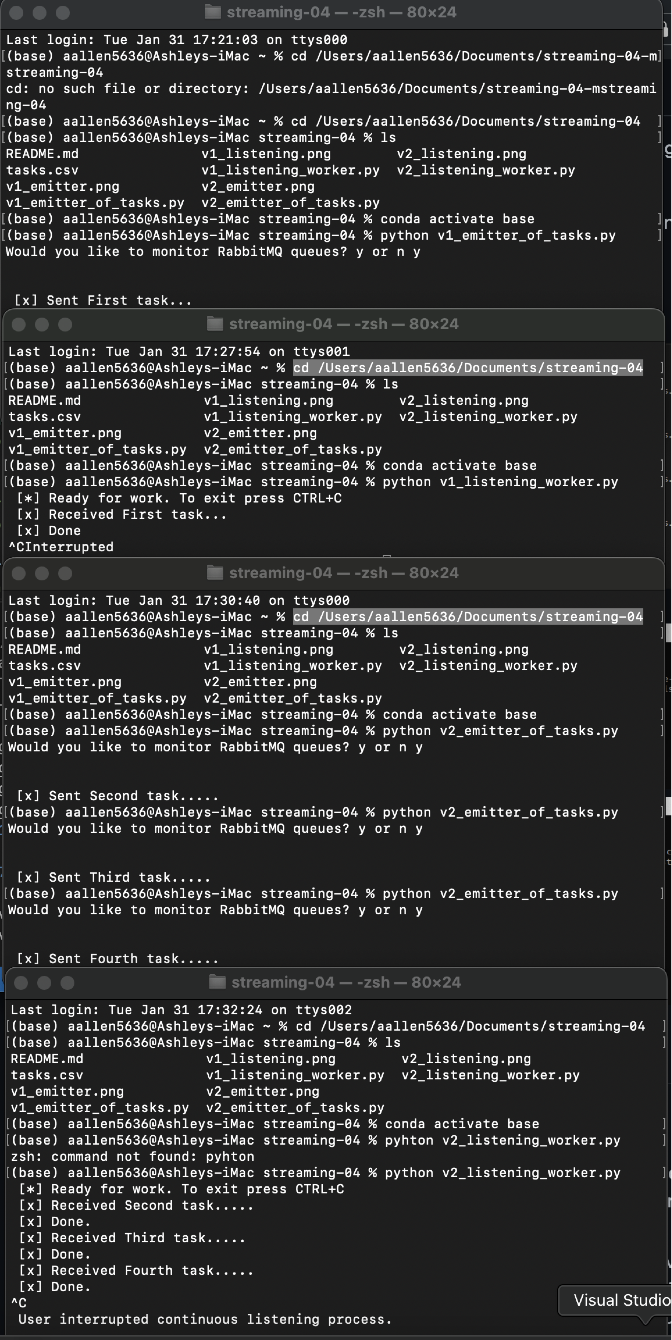 streaming-04 — -zsh — 80×24
Last login: Tue Jan 31 17:21:03 on ttys000
[(base) aallen5636@Ashleys-iMac ~ % cd /Users/aallen5636/Documents/streaming-04-m]
streaming-04
cd: no such file or directory: /Users/aallen5636/Documents/streaming-04-mstreami
ng-04
[(base) aallen5636@Ashleys-iMac ~ % cd /Users/aallen5636/Documents/streaming-04 ]
[(base) aallen5636@Ashleys-iMac streaming-04 % ls ]
README.md v1_listening.png v2_listening.png
tasks.csv v1_listening_worker.py v2_listening_worker.py
v1_emitter.png v2_emitter.png
v1_emitter_of_tasks.py v2_emitter_of_tasks.py
[(base) aallen5636@Ashleys-iMac streaming-04 % conda activate base ]
[(base) aallen5636@Ashleys-iMac streaming-04 % python v1_emitter_of_tasks.py ]
Would you like to monitor RabbitMQ queues? y or n y
[x] Sent First task...
streaming-04 — -zsh — 80×24
Last login: Tue Jan 31 17:27:54 on ttys001
[(base) aallen5636@Ashleys-iMac ~ % cd /Users/aallen5636/Documents/streaming-04 ]
[(base) aallen5636@Ashleys-iMac streaming-04 % ls ]
README.md v1_listening.png v2_listening.png
tasks.csv v1_listening_worker.py v2_listening_worker.py
v1_emitter.png v2_emitter.png
v1_emitter_of_tasks.py v2_emitter_of_tasks.py
[(base) aallen5636@Ashleys-iMac streaming-04 % conda activate base ]
[(base) aallen5636@Ashleys-iMac streaming-04 % python v1_listening_worker.py ]
[*] Ready for work. To exit press CTRL+C
[x] Received First task...
[x] Done
^CInterrupted
streaming-04 — -zsh — 80×24
Last login: Tue Jan 31 17:30:40 on ttys000
[(base) aallen5636@Ashleys-iMac ~ % cd /Users/aallen5636/Documents/streaming-04 ]
[(base) aallen5636@Ashleys-iMac streaming-04 % ls ]
README.md v1_listening.png v2_listening.png
tasks.csv v1_listening_worker.py v2_listening_worker.py
v1_emitter.png v2_emitter.png
v1_emitter_of_tasks.py v2_emitter_of_tasks.py
[(base) aallen5636@Ashleys-iMac streaming-04 % conda activate base ]
[(base) aallen5636@Ashleys-iMac streaming-04 % python v2_emitter_of_tasks.py ]
Would you like to monitor RabbitMQ queues? y or n y
[x] Sent Second task.....
[(base) aallen5636@Ashleys-iMac streaming-04 % python v2_emitter_of_tasks.py ]
Would you like to monitor RabbitMQ queues? y or n y
[x] Sent Third task.....
[(base) aallen5636@Ashleys-iMac streaming-04 % python v2_emitter_of_tasks.py ]
Would you like to monitor RabbitMQ queues? y or n y
[x] Sent Fourth task.....
streaming-04 — -zsh — 80×24
Last login: Tue Jan 31 17:32:24 on ttys002
[(base) aallen5636@Ashleys-iMac ~ % cd /Users/aallen5636/Documents/streaming-04 ]
[(base) aallen5636@Ashleys-iMac streaming-04 % ls ]
README.md v1_listening.png v2_listening.png
tasks.csv v1_listening_worker.py v2_listening_worker.py
v1_emitter.png v2_emitter.png
v1_emitter_of_tasks.py v2_emitter_of_tasks.py
[(base) aallen5636@Ashleys-iMac streaming-04 % conda activate base ]
[(base) aallen5636@Ashleys-iMac streaming-04 % pyhton v2_listening_worker.py ]
zsh: command not found: pyhton
[(base) aallen5636@Ashleys-iMac streaming-04 % python v2_listening_worker.py ]
[*] Ready for work. To exit press CTRL+C
[x] Received Second task.....
[x] Done.
[x] Received Third task.....
[x] Done.
[x] Received Fourth task.....
[x] Done.
^C
User interrupted continuous listening process.
Visual Studio